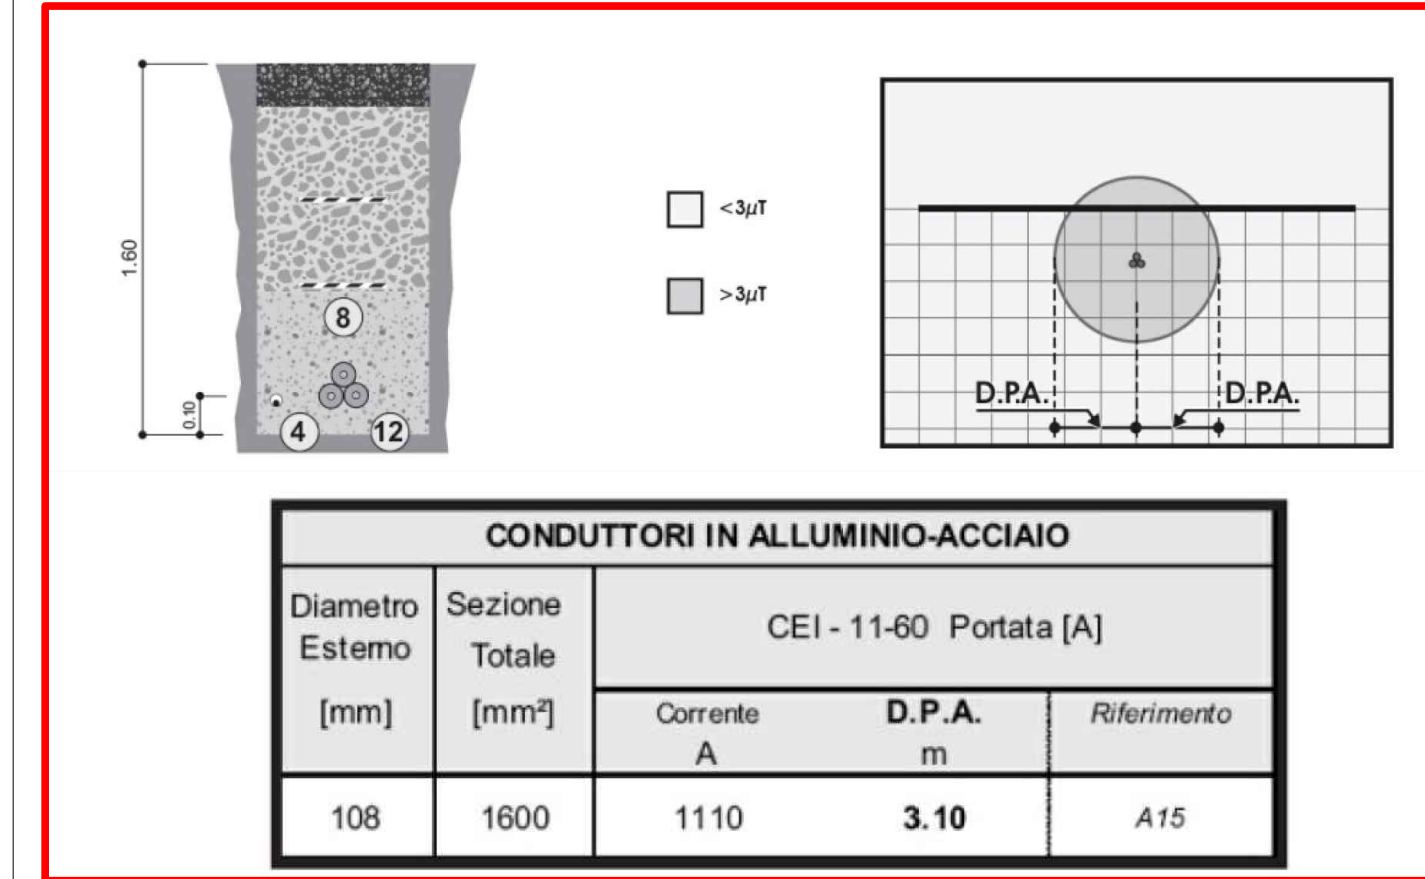 1.60
0.10
8
4
12
<3µT
>3µT
D.P.A.
D.P.A.
CONDUTTORI IN ALLUMINIO-ACCIAIO
Diametro
Esterno
[mm]
Sezione
Totale
[mm²]
CEI - 11-60 Portata [A]
Corrente
A
D.P.A.
m
Riferimento
108
1600
1110
3.10
A15